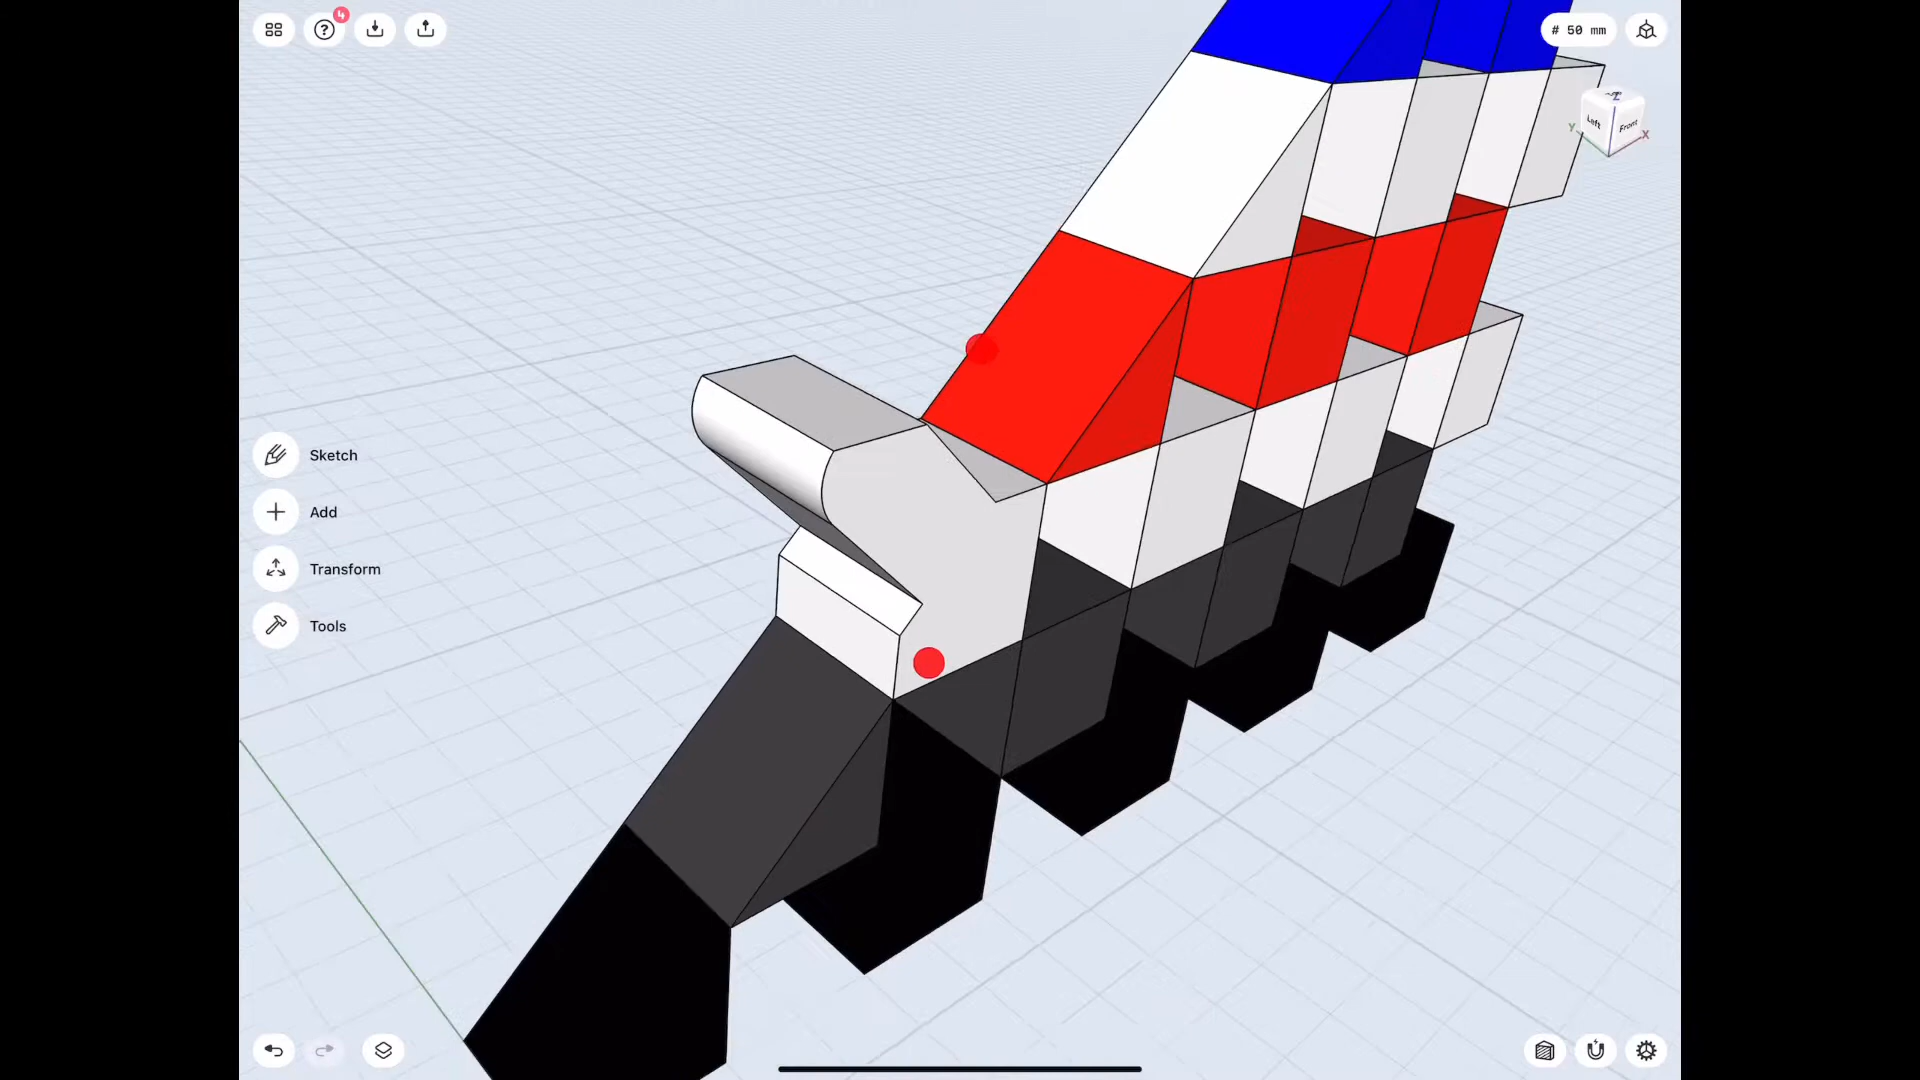 4
# 50 mm
Z
Left
Front
Y
X
Sketch
Add
Transform
Tools